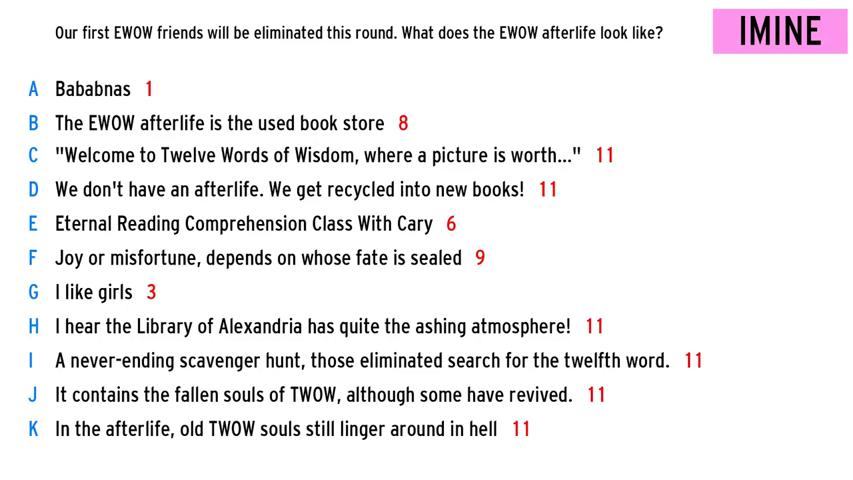 Our first EWOW friends will be eliminated this round. What does the EWOW afterlife look like?
IMINE
A Bababnas 1
B The EWOW afterlife is the used book store 8
C "Welcome to Twelve Words of Wisdom, where a picture is worth..." 11
D We don't have an afterlife. We get recycled into new books! 11
E Eternal Reading Comprehension Class With Cary 6
F Joy or misfortune, depends on whose fate is sealed 9
G I like girls 3
H I hear the Library of Alexandria has quite the ashing atmosphere! 11
I A never-ending scavenger hunt, those eliminated search for the twelfth word. 11
J It contains the fallen souls of TWOW, although some have revived. 11
K In the afterlife, old TWOW souls still linger around in hell 11